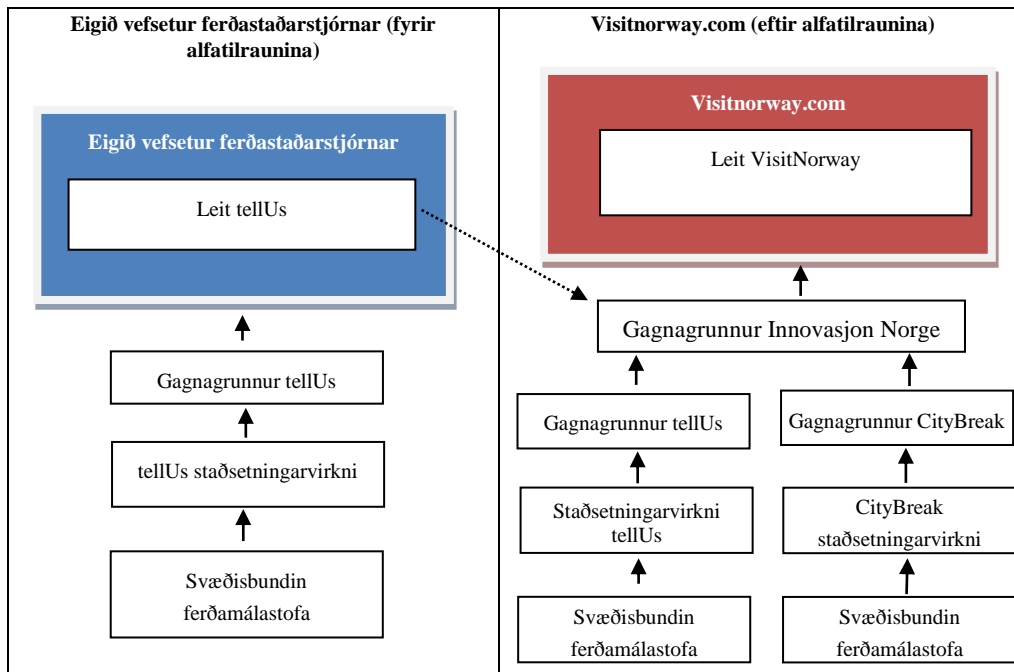 Eigið vefsetur ferðastaðarstjórnar (fyrir
alfatilraunina)
Eigið vefsetur ferðastaðarstjórnar
Leit tellUs
Gagnagrunnur tellUs
tellUs staðsetningarvirkni
Svæðisbundin
ferðamálastofa
Visitnorway.com (eftir alfatilraunina)
Visitnorway.com
Leit VisitNorway
Gagnagrunnur Innovasjon Norge
Gagnagrunnur tellUs
Gagnagrunnur CityBreak
Staðsetningarvirkni
tellUs
CityBreak
staðsetningarvirkni
Svæðisbundin
ferðamálastofa
Svæðisbundin
ferðamálastofa